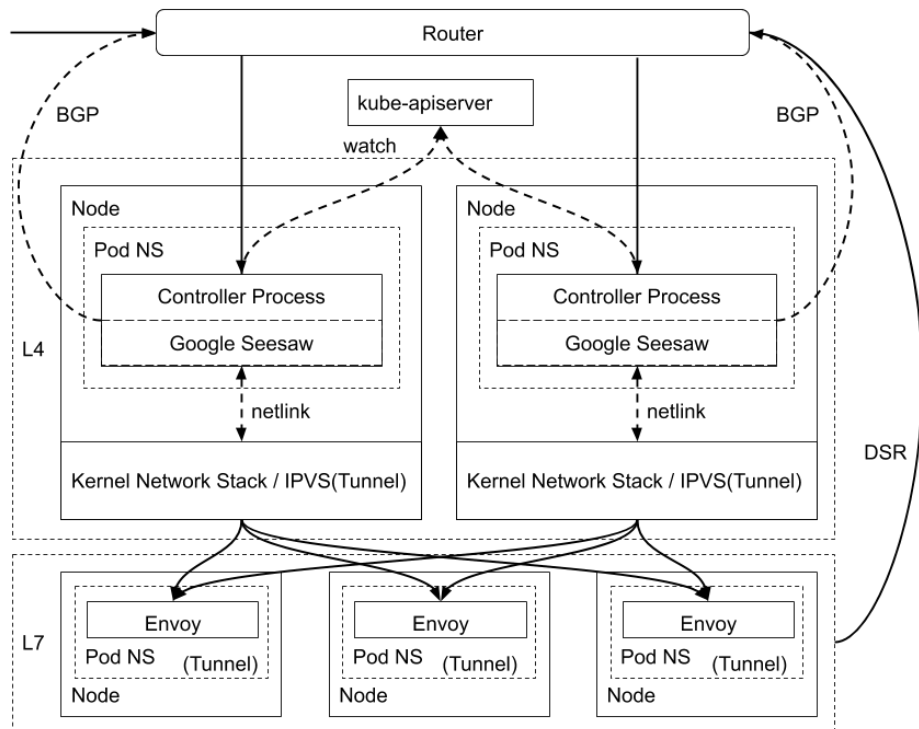 Router
BGP
kube-apiserver
BGP
watch
Node
Node
Pod NS
Pod NS
Controller Process
Controller Process
L4
Google Seesaw
Google Seesaw
netlink
netlink
DSR
Kernel Network Stack / IPVS(Tunnel)
Kernel Network Stack / IPVS(Tunnel)
L7
Envoy
Envoy
Envoy
Pod NS
(Tunnel)
Pod NS
(Tunnel)
Pod NS
(Tunnel)
Node
Node
Node